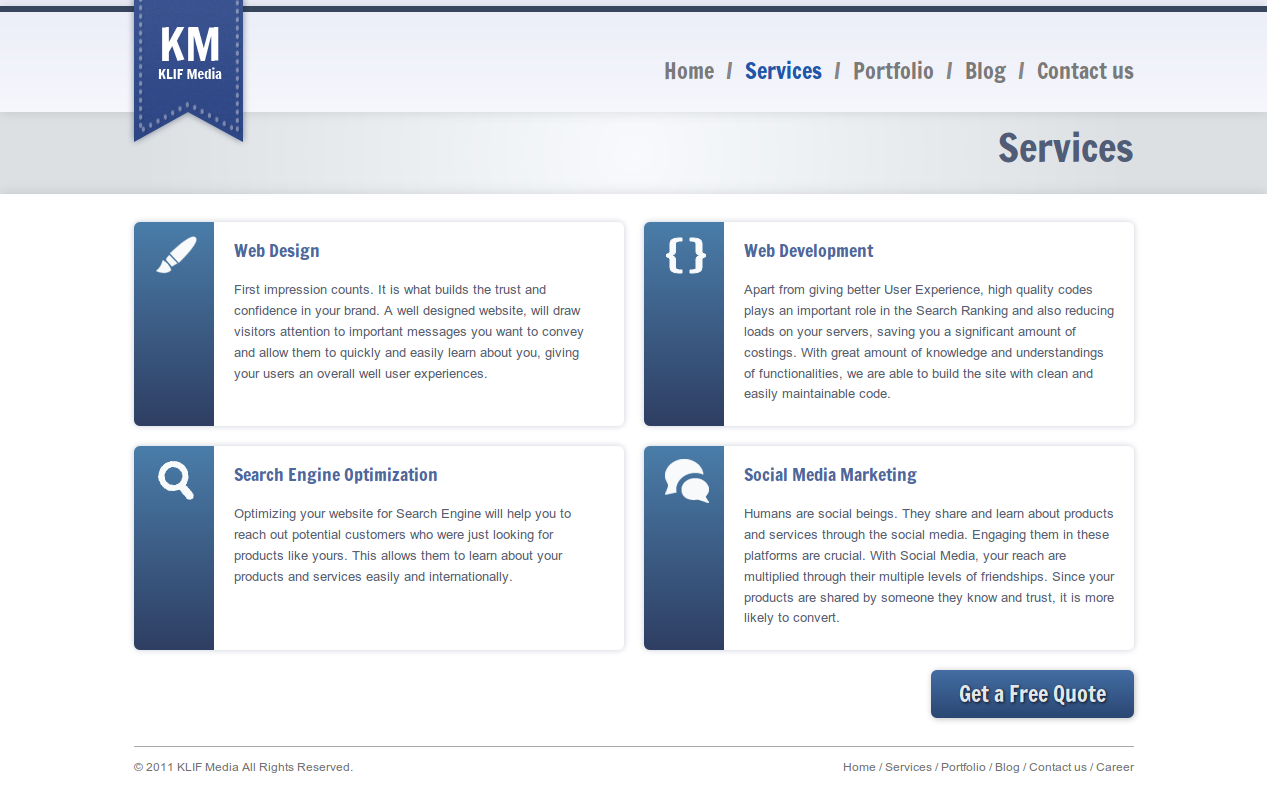 KM
KLIF Media
Home / Services / Portfolio / Blog / Contact us
Services
Web Design
First impression counts. It is what builds the trust and
confidence in your brand. A well designed website, will draw
visitors attention to important messages you want to convey
and allow them to quickly and easily learn about you, giving
your users an overall well user experiences.
Web Development
Apart from giving better User Experience, high quality codes
plays an important role in the Search Ranking and also reducing
loads on your servers, saving you a significant amount of
costings. With great amount of knowledge and understandings
of functionalities, we are able to build the site with clean and
easily maintainable code.
Search Engine Optimization
Optimizing your website for Search Engine will help you to
reach out potential customers who were just looking for
products like yours. This allows them to learn about your
products and services easily and internationally.
Social Media Marketing
Humans are social beings. They share and learn about products
and services through the social media. Engaging them in these
platforms are crucial. With Social Media, your reach are
multiplied through their multiple levels of friendships. Since your
products are shared by someone they know and trust, it is more
likely to convert.
Get a Free Quote
© 2011 KLIF Media All Rights Reserved.
Home / Services / Portfolio / Blog / Contact us / Career